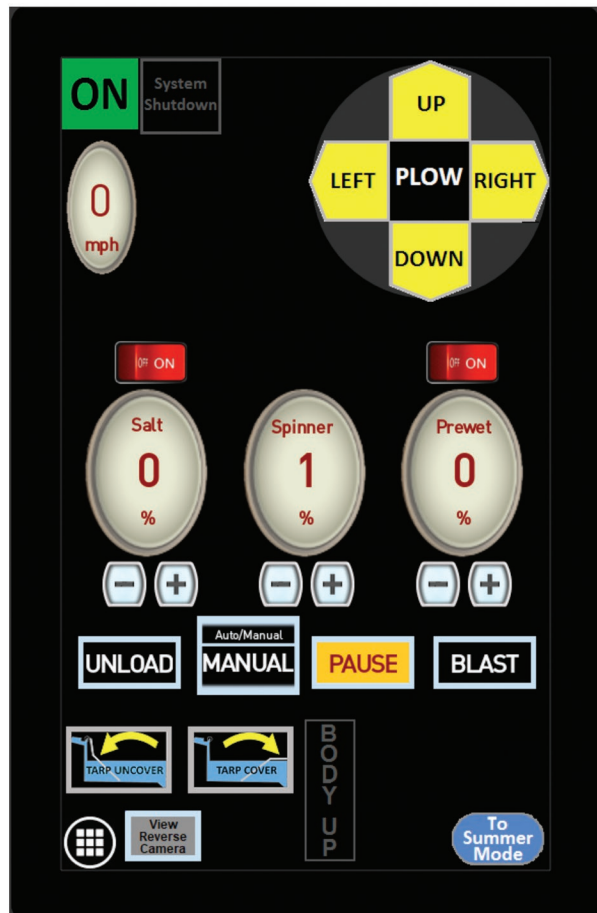 ON
System
Shutdown
UP
LEFT
PLOW
RIGHT
DOWN
0
mph
OFF ON
OFF ON
Salt
0
%
Spinner
1
%
Prewet
0
%
− +
− +
− +
UNLOAD
Auto/Manual
MANUAL
PAUSE
BLAST
TARP UNCOVER
TARP COVER
BODY UP
View
Reverse
Camera
To
Summer
Mode